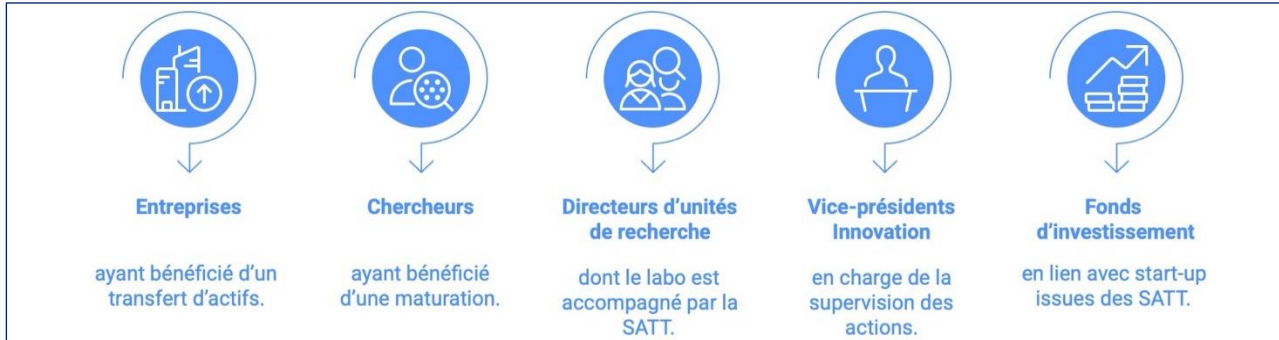 Entreprises
ayant bénéficié d’un
transfert d’actifs.
Chercheurs
ayant bénéficié
d’une maturation.
Directeurs d’unités
de recherche
dont le labo est
accompagné par la
SATT.
Vice-présidents
Innovation
en charge de la
supervision des
actions.
Fonds
d’investissement
en lien avec start-up
issues des SATT.